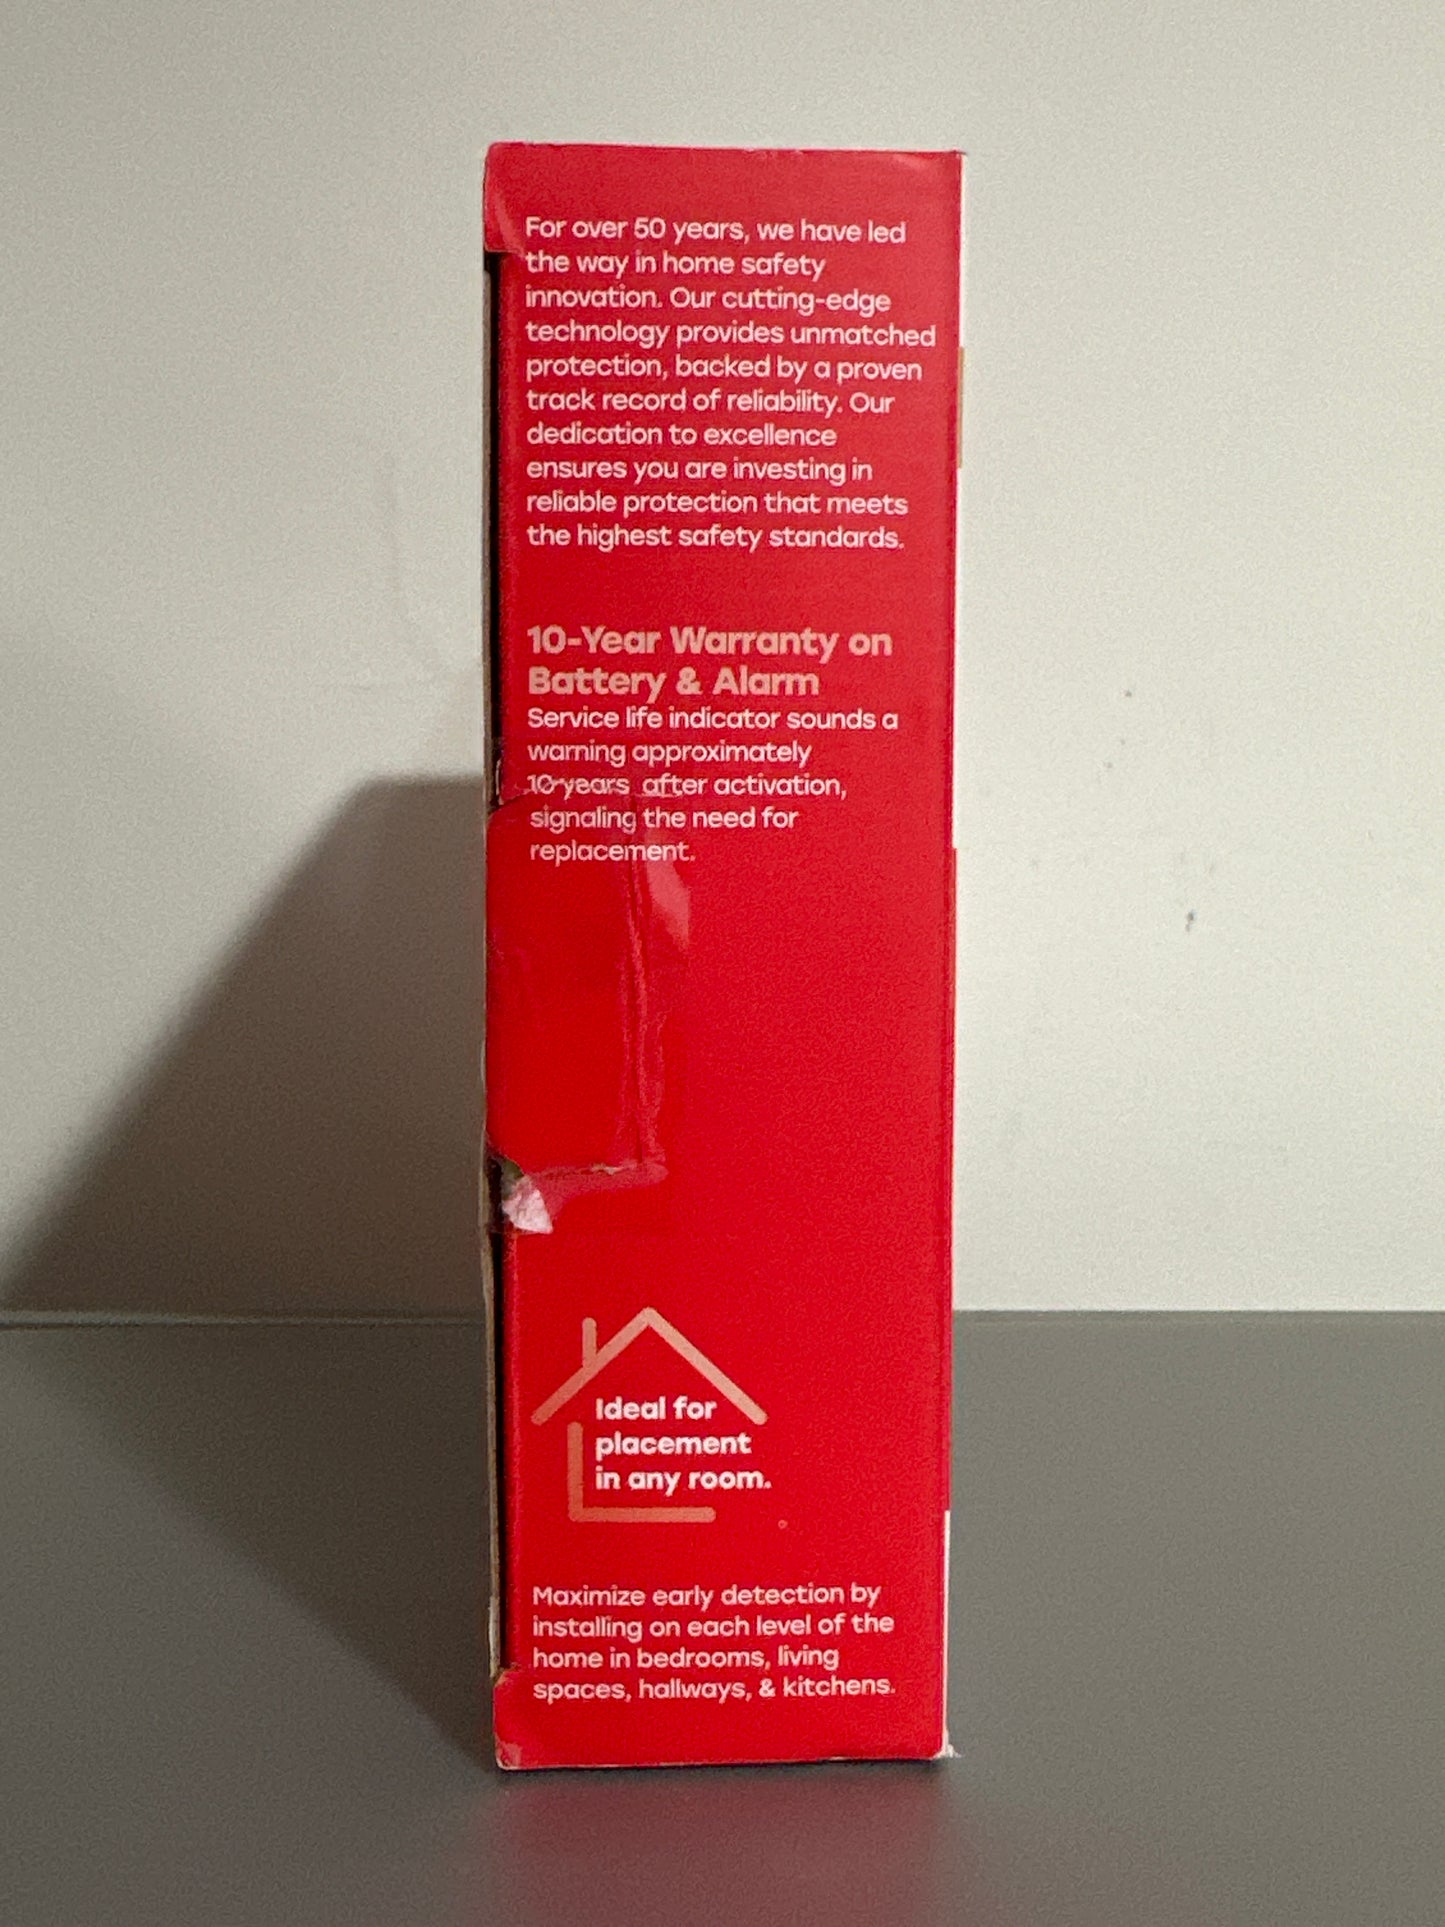 For over 50 years, we have led
the way in home safety
innovation. Our cutting-edge
technology provides unmatched
protection, backed by a proven
track record of reliability. Our
dedication to excellence
ensures you are investing in
reliable protection that meets
the highest safety standards.
10-Year Warranty on
Battery & Alarm
Service life indicator sounds a
warning approximately
10 years after activation,
signaling the need for
replacement.
Ideal for
placement
in any room.
Maximize early detection by
installing on each level of the
home in bedrooms, living
spaces, hallways, & kitchens.